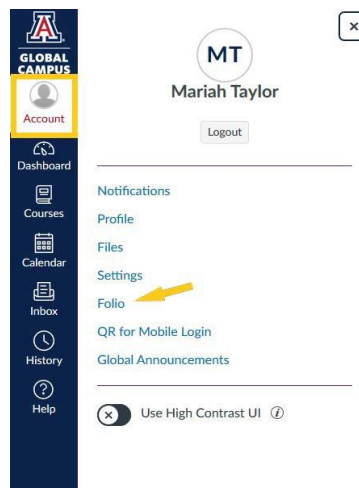 A
GLOBAL
CAMPUS
Account
Dashboard
Courses
Calendar
Inbox
History
Help
MT
Mariah Taylor
Logout
Notifications
Profile
Files
Settings
Folio
QR for Mobile Login
Global Announcements
Use High Contrast UI